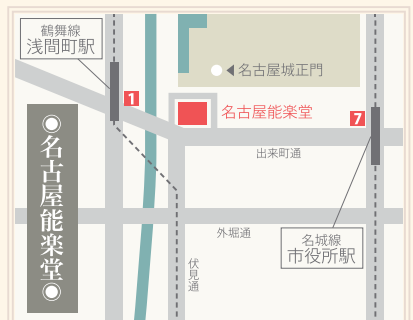 鶴舞線
浅間町駅
名古屋城正門
1
名古屋能楽堂
7
◉名古屋能楽堂◉
出来町通
外堀通
名城線
市役所駅
伏見通